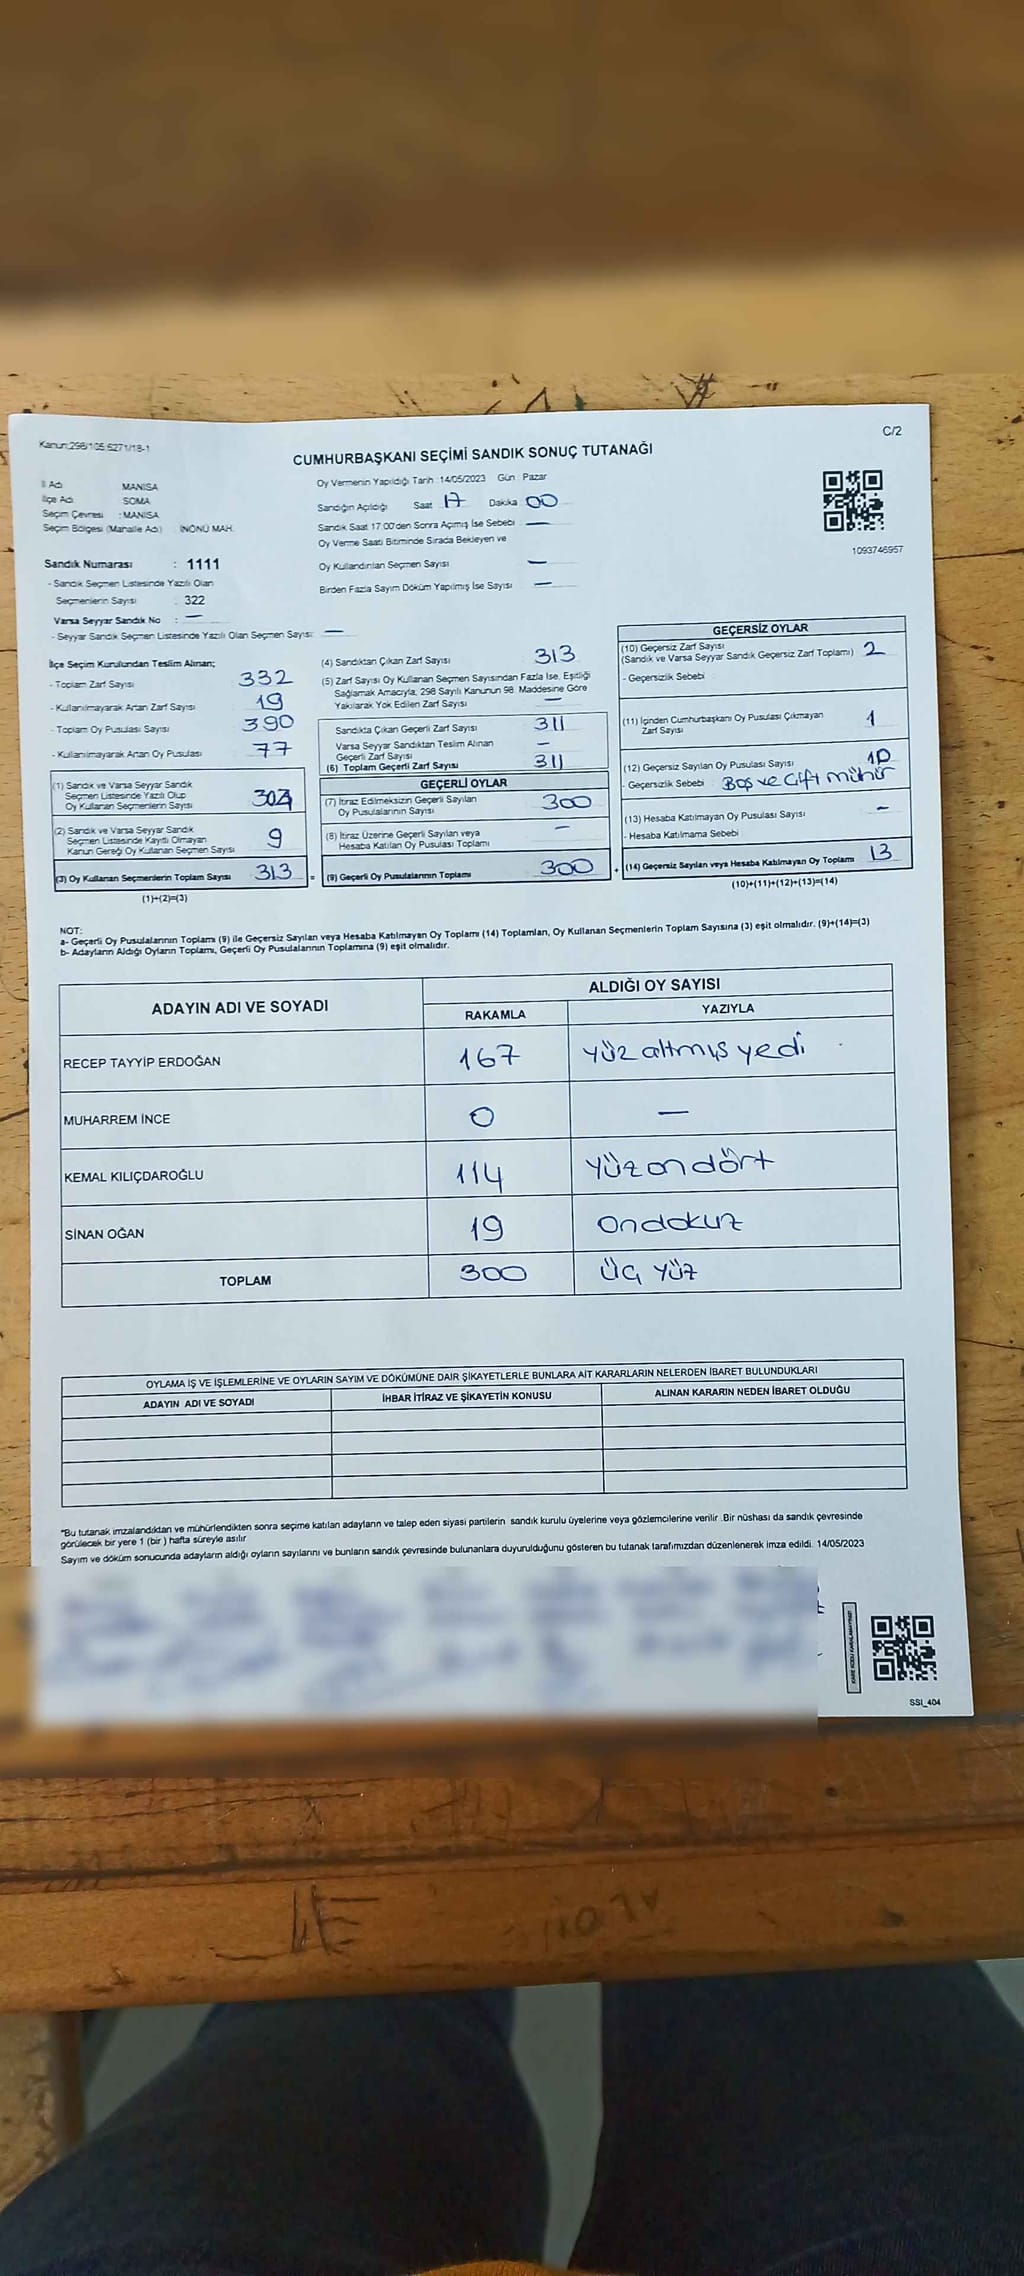 Kanun:298/105,6271/18-1
C/2
CUMHURBAŞKANI SEÇİMİ SANDIK SONUÇ TUTANAĞI
İl Adı MANİSA
İlçe Adı SOMA
Seçim Çevresi : MANİSA
Seçim Bölgesi (Mahalle Adı) İNÖNÜ MAH.
Oy Vermenin Yapıldığı Tarih :14/05/2023 Gün : Pazar
Sandığın Açıldığı Saat 17 Dakika 00
Sandık Saat 17:00'den Sonra Açımış İse Sebebi —
Oy Verme Saati Bitiminde Sırada Bekleyen ve
Oy Kullandırılan Seçmen Sayısı —
Birden Fazla Sayım Döküm Yapılmış İse Sayısı —
1093746957
Sandık Numarası : 1111
- Sandık Seçmen Listesinde Yazılı Olan
Seçmenlerin Sayısı : 322
Varsa Seyyar Sandık No : —
- Seyyar Sandık Seçmen Listesinde Yazılı Olan Seçmen Sayısı: —
İlçe Seçim Kurulundan Teslim Alınan;
- Toplam Zarf Sayısı 332
- Kullanılmayarak Artan Zarf Sayısı 19
- Toplam Oy Pusulası Sayısı 390
- Kullanılmayarak Artan Oy Pusulası 77
(1) Sandık ve Varsa Seyyar Sandık
Seçmen Listesinde Yazılı Olup
Oy Kullanan Seçmenlerin Sayısı 304
(2) Sandık ve Varsa Seyyar Sandık
Seçmen Listesinde Kayıtlı Olmayan
Kanun Gereği Oy Kullanan Seçmen Sayısı 9
(3) Oy Kullanan Seçmenlerin Toplam Sayısı 313 =
(1)+(2)=(3)
(4) Sandıktan Çıkan Zarf Sayısı 313
(5) Zarf Sayısı Oy Kullanan Seçmen Sayısından Fazla İse, Eşitliği
Sağlamak Amacıyla, 298 Sayılı Kanunun 98. Maddesine Göre
Yakılarak Yok Edilen Zarf Sayısı —
Sandıkta Çıkan Geçerli Zarf Sayısı 311
Varsa Seyyar Sandıktan Teslim Alınan
Geçerli Zarf Sayısı —
(6) Toplam Geçerli Zarf Sayısı 311
GEÇERLİ OYLAR
(7) İtiraz Edilmeksizin Geçerli Sayılan
Oy Pusulalarının Sayısı 300
(8) İtiraz Üzerine Geçerli Sayılan veya
Hesaba Katılan Oy Pusulası Toplamı —
(9) Geçerli Oy Pusulalarının Toplamı 300 +
GEÇERSİZ OYLAR
(10) Geçersiz Zarf Sayısı
(Sandık ve Varsa Seyyar Sandık Geçersiz Zarf Toplamı) 2
- Geçersizlik Sebebi
(11) İçinden Cumhurbaşkanı Oy Pusulası Çıkmayan
Zarf Sayısı 1
(12) Geçersiz Sayılan Oy Pusulası Sayısı 10
- Geçersizlik Sebebi Boş ve Çift mühür
(13) Hesaba Katılmayan Oy Pusulası Sayısı —
- Hesaba Katılmama Sebebi
(14) Geçersiz Sayılan veya Hesaba Katılmayan Oy Toplamı 13
(10)+(11)+(12)+(13)=(14)
NOT:
a- Geçerli Oy Pusulalarının Toplamı (9) ile Geçersiz Sayılan veya Hesaba Katılmayan Oy Toplamı (14) Toplamları, Oy Kullanan Seçmenlerin Toplam Sayısına (3) eşit olmalıdır. (9)+(14)=(3)
b- Adayların Aldığı Oyların Toplamı, Geçerli Oy Pusulalarının Toplamına (9) eşit olmalıdır.
ADAYIN ADI VE SOYADI ALDIĞI OY SAYISI
RAKAMLA YAZIYLA
RECEP TAYYİP ERDOĞAN 167 yüz altmış yedi
MUHARREM İNCE 0 —
KEMAL KILIÇDAROĞLU 114 yüz on dört
SİNAN OĞAN 19 on dokuz
TOPLAM 300 üç yüz
OYLAMA İŞ VE İŞLEMLERİNE VE OYLARIN SAYIM VE DÖKÜMÜNE DAİR ŞİKAYETLERLE BUNLARA AİT KARARLARIN NELERDEN İBARET BULUNDUKLARI
ADAYIN ADI VE SOYADI İHBAR İTİRAZ VE ŞİKAYETİN KONUSU ALINAN KARARIN NEDEN İBARET OLDUĞU
*Bu tutanak imzalandıktan ve mühürlendikten sonra seçime katılan adayların ve talep eden siyasi partilerin sandık kurulu üyelerine veya gözlemcilerine verilir .Bir nüshası da sandık çevresinde
görülecek bir yere 1 (bir ) hafta süreyle asılır
Sayım ve döküm sonucunda adayların aldığı oyların sayılarını ve bunların sandık çevresinde bulunanlara duyurulduğunu gösteren bu tutanak tarafımızdan düzenlenerek imza edildi. 14/05/2023
KARE KODU KARALAMAYINIZ!
SSI_404